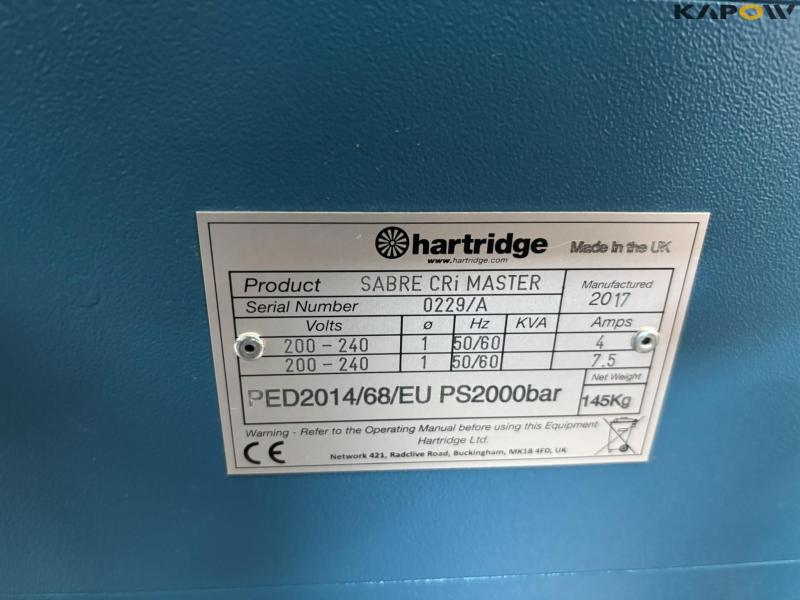 KAPOW
hartridge
www.hartridge.com
Made in the UK
Product SABRE CRi MASTER
Manufactured
2017
Serial Number 0229/A
Volts ø Hz KVA Amps
200 - 240 1 50/60 4
200 - 240 1 50/60 7.5
PED2014/68/EU PS2000bar
Net Weight
145Kg
Warning - Refer to the Operating Manual before using this Equipment
Hartridge Ltd.
CE
Network 421, Radclive Road, Buckingham, MK18 4FD, UK